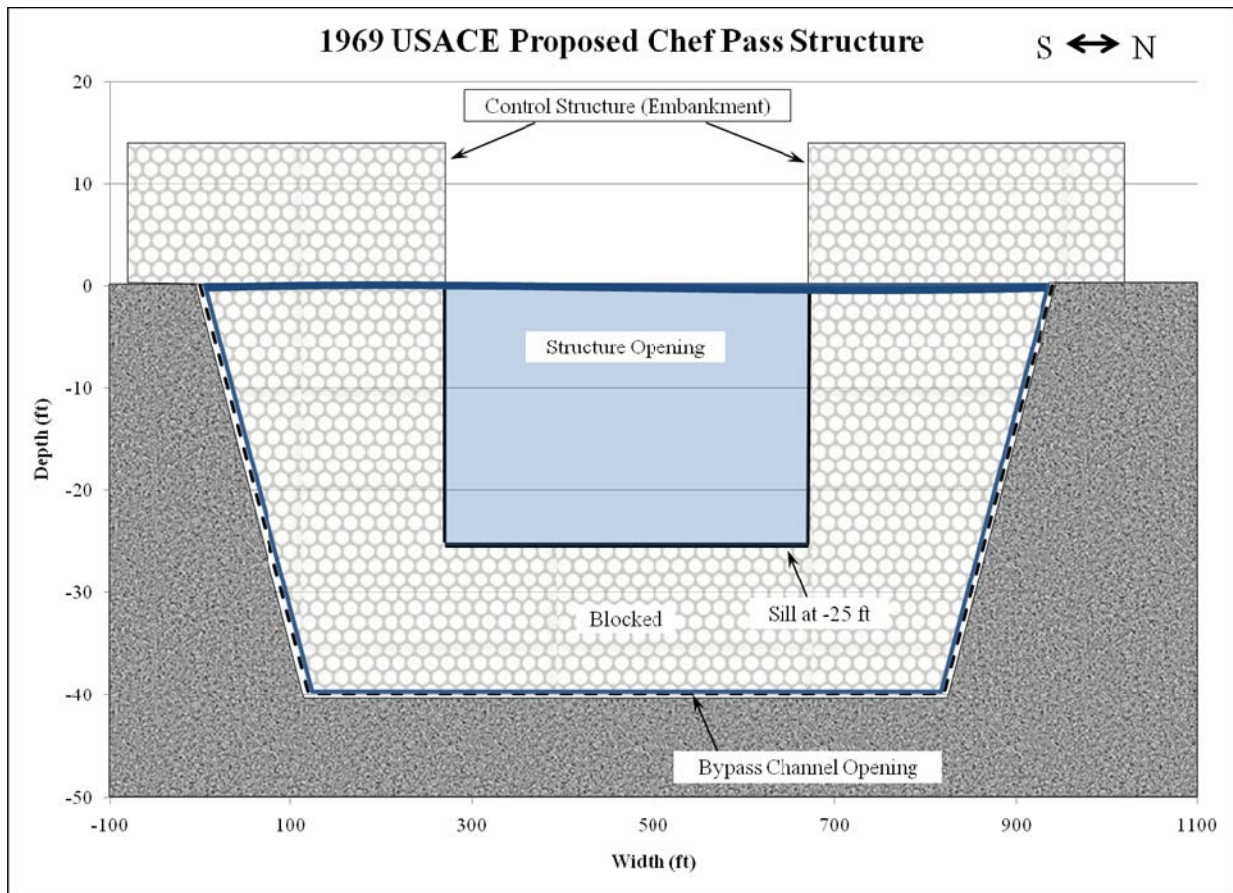 1969 USACE Proposed Chef Pass Structure
S ↔ N
20
Control Structure (Embankment)
10
0
Structure Opening
-10
Depth (ft)
-20
-30
Blocked
Sill at -25 ft
-40
Bypass Channel Opening
-50
-100 100 300 500 700 900 1100
Width (ft)